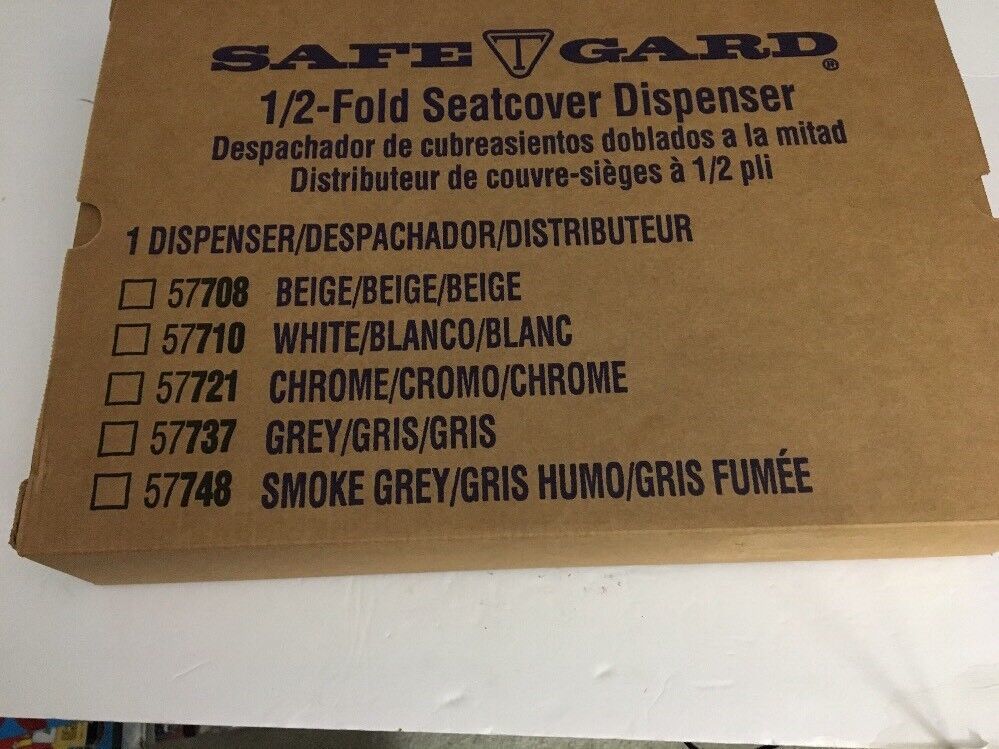 SAFE T GARD®
1/2-Fold Seatcover Dispenser
Despachador de cubreasientos doblados a la mitad
Distributeur de couvre-sièges à 1/2 pli
1 DISPENSER/DESPACHADOR/DISTRIBUTEUR
57708 BEIGE/BEIGE/BEIGE
57710 WHITE/BLANCO/BLANC
57721 CHROME/CROMO/CHROME
57737 GREY/GRIS/GRIS
57748 SMOKE GREY/GRIS HUMO/GRIS FUMÉE